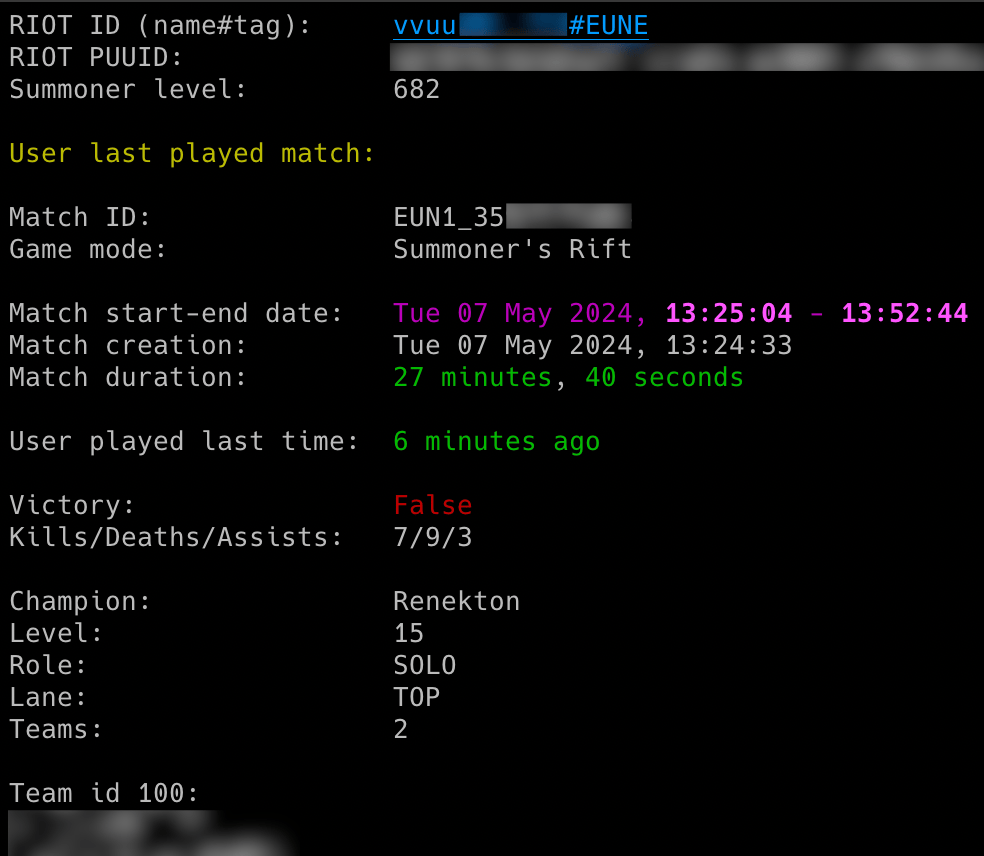 RIOT ID (name#tag): vvuu #EUNE
RIOT PUUID:
Summoner level: 682
User last played match:
Match ID: EUN1_35
Game mode: Summoner's Rift
Match start-end date: Tue 07 May 2024, 13:25:04 - 13:52:44
Match creation: Tue 07 May 2024, 13:24:33
Match duration: 27 minutes, 40 seconds
User played last time: 6 minutes ago
Victory: False
Kills/Deaths/Assists: 7/9/3
Champion: Renekton
Level: 15
Role: SOLO
Lane: TOP
Teams: 2
Team id 100: